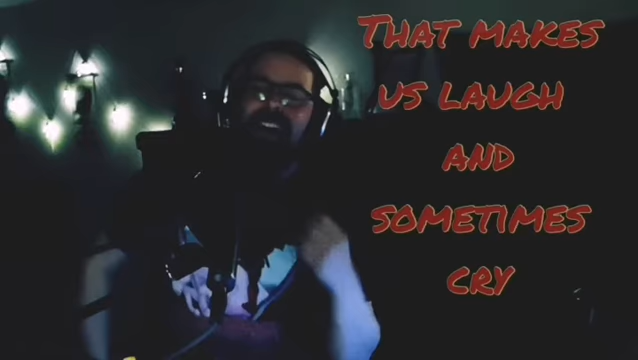 That makes
us laugh
and
sometimes
cry